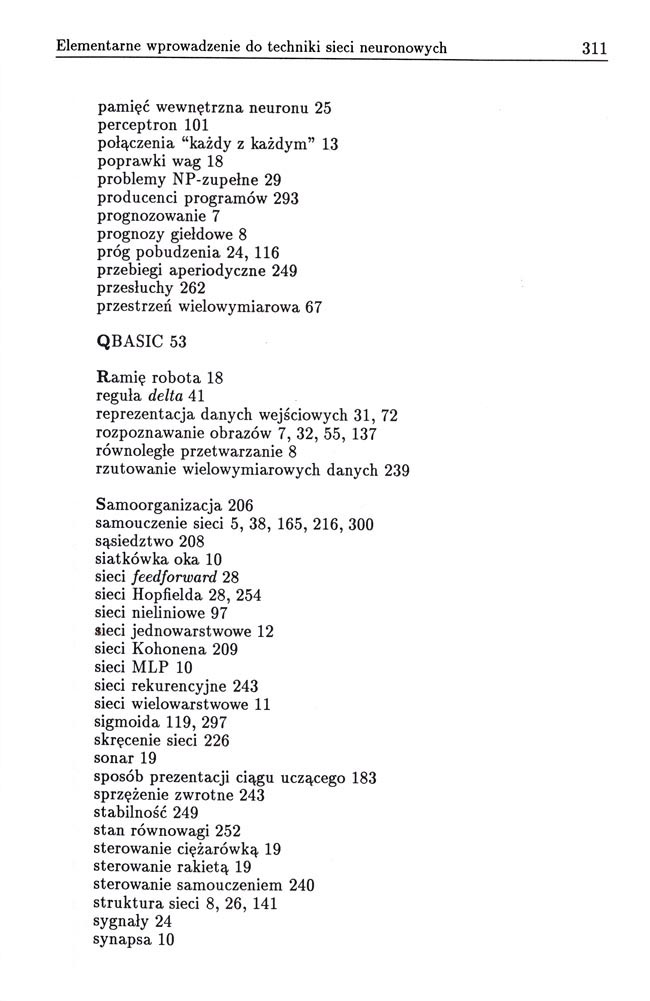 Elementarne wprowadzenie do techniki sieci neuronowych 311
pamięć wewnętrzna neuronu 25
perceptron 101
połączenia “każdy z każdym” 13
poprawki wag 18
problemy NP-zupełne 29
producenci programów 293
prognozowanie 7
prognozy giełdowe 8
próg pobudzenia 24, 116
przebiegi aperiodyczne 249
przesłuchy 262
przestrzeń wielowymiarowa 67
QBASIC 53
Ramię robota 18
reguła delta 41
reprezentacja danych wejściowych 31, 72
rozpoznawanie obrazów 7, 32, 55, 137
równoległe przetwarzanie 8
rzutowanie wielowymiarowych danych 239
Samoorganizacja 206
samouczenie sieci 5, 38, 165, 216, 300
sąsiedztwo 208
siatkówka oka 10
sieci feedforward 28
sieci Hopfielda 28, 254
sieci nieliniowe 97
sieci jednowarstwowe 12
sieci Kohonena 209
sieci MLP 10
sieci rekurencyjne 243
sieci wielowarstwowe 11
sigmoida 119, 297
skręcenie sieci 226
sonar 19
sposób prezentacji ciągu uczącego 183
sprzężenie zwrotne 243
stabilność 249
stan równowagi 252
sterowanie ciężarówką 19
sterowanie rakietą 19
sterowanie samouczeniem 240
struktura sieci 8, 26, 141
sygnały 24
synapsa 10